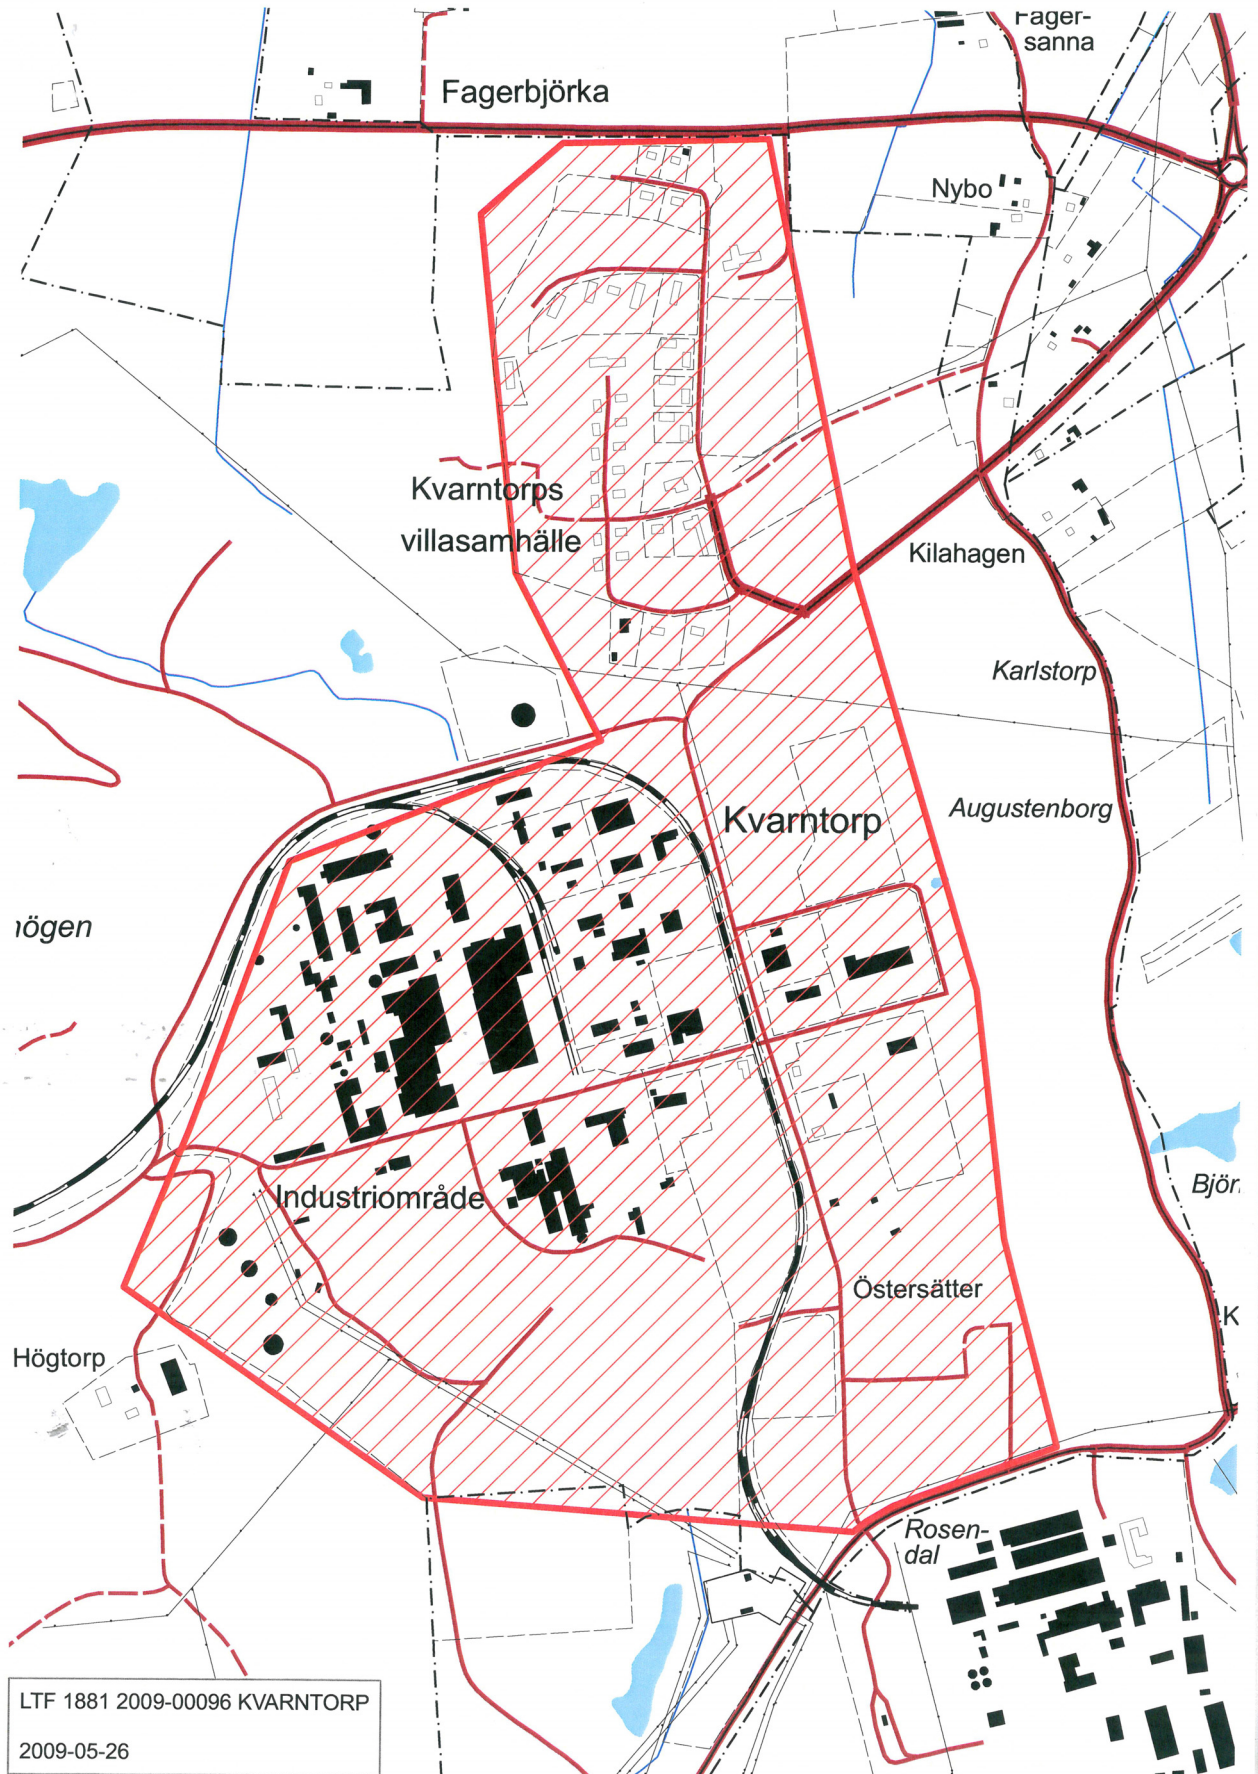 Fager-
sanna
Fagerbjörka
Nybo
Kvarntorps
villasamhälle
Kilahagen
Karlstorp
Augustenborg
Kvarntorp
högen
Industriområde
Östersätter
Högtorp
Björ
K
Rosen-
dal
LTF 1881 2009-00096 KVARNTORP
2009-05-26